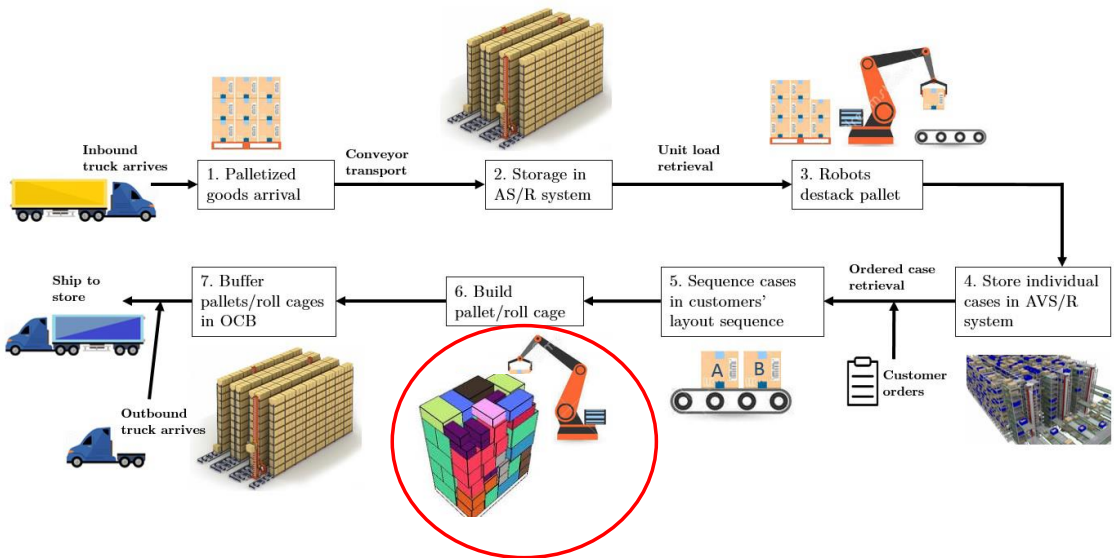 Inbound
truck arrives
1. Palletized
goods arrival
Conveyor
transport
2. Storage in
AS/R system
Unit load
retrieval
3. Robots
destack pallet
4. Store individual
cases in AVS/R
system
Ordered case
retrieval
Customer
orders
5. Sequence cases
in customers’
layout sequence
A B
6. Build
pallet/roll cage
7. Buffer
pallets/roll cages
in OCB
Ship to
store
Outbound
truck arrives